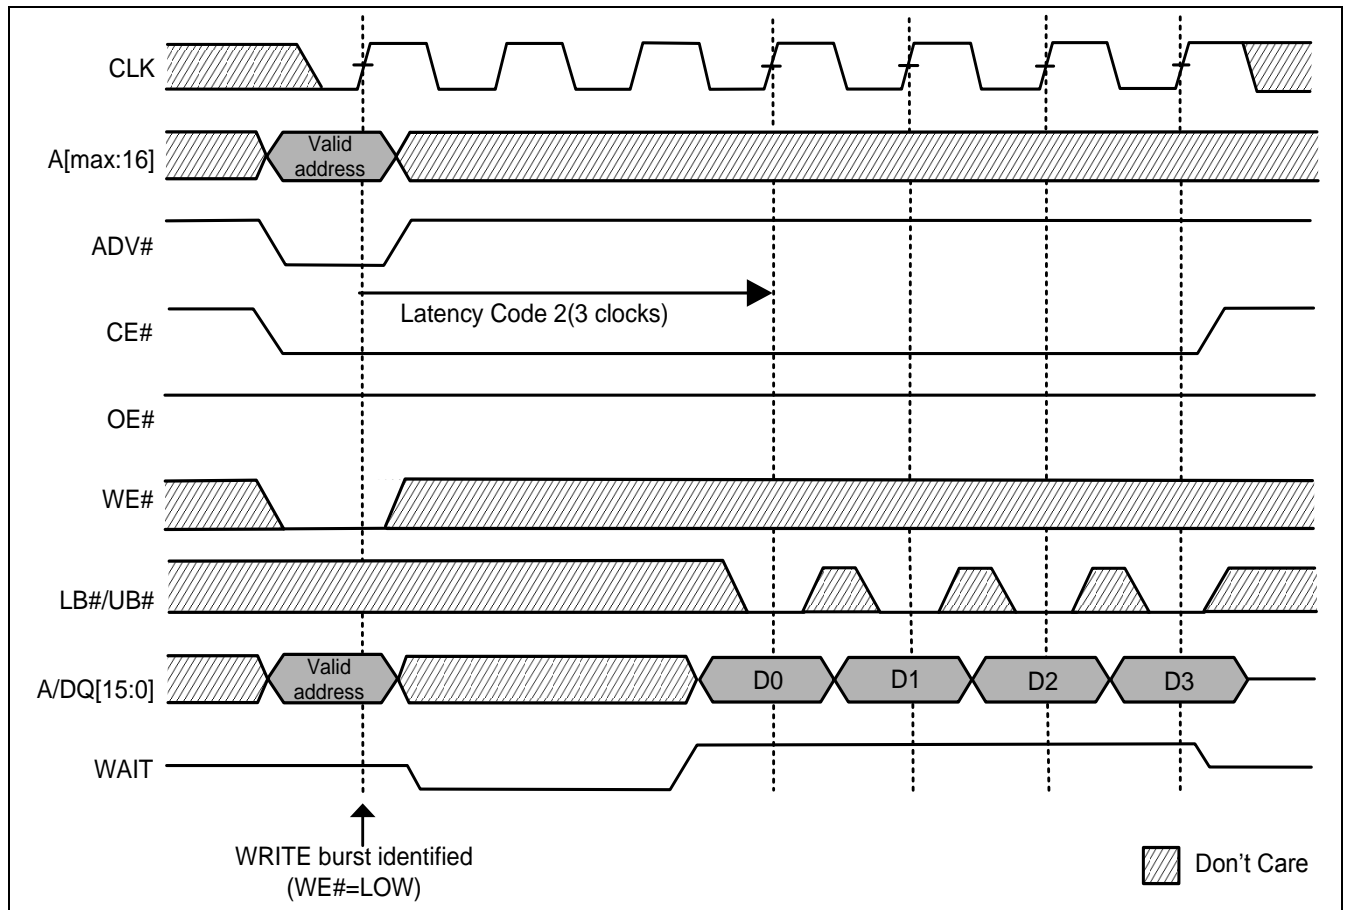 CLK
A[max:16]
Valid
address
ADV#
Latency Code 2(3 clocks)
CE#
OE#
WE#
LB#/UB#
A/DQ[15:0]
Valid
address
D0
D1
D2
D3
WAIT
WRITE burst identified
(WE#=LOW)
Don't Care